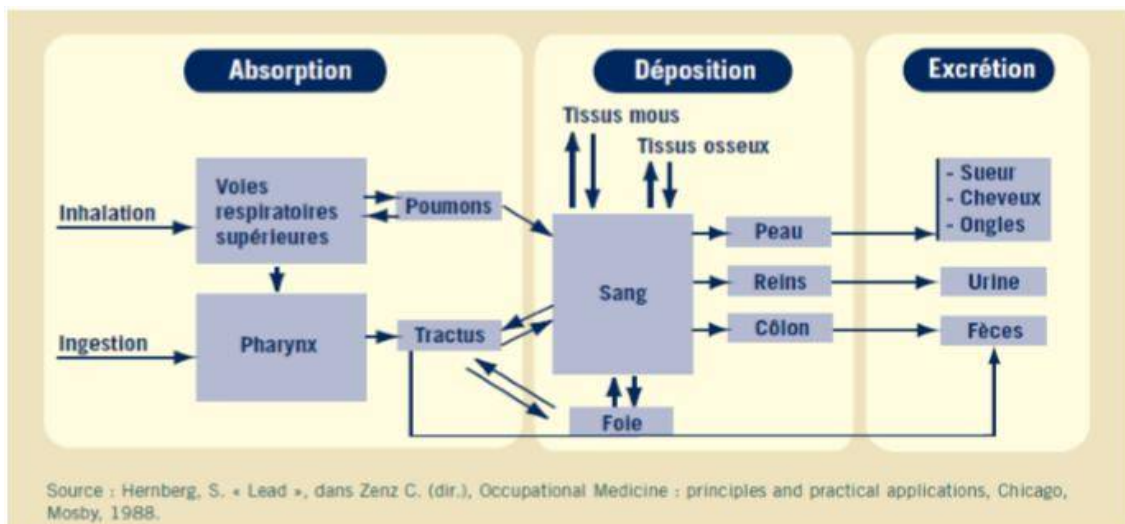 Absorption
Déposition
Excrétion
Tissus mous
Tissus osseux
Inhalation
Voies
respiratoires
supérieures
Poumons
Ingestion
Pharynx
Tractus
Sang
Foie
Peau
Reins
Côlon
- Sueur
- Cheveux
- Ongles
Urine
Fèces
Source : Hernberg, S. « Lead », dans Zenz C. (dir.), Occupational Medicine : principles and practical applications, Chicago,
Mosby, 1988.